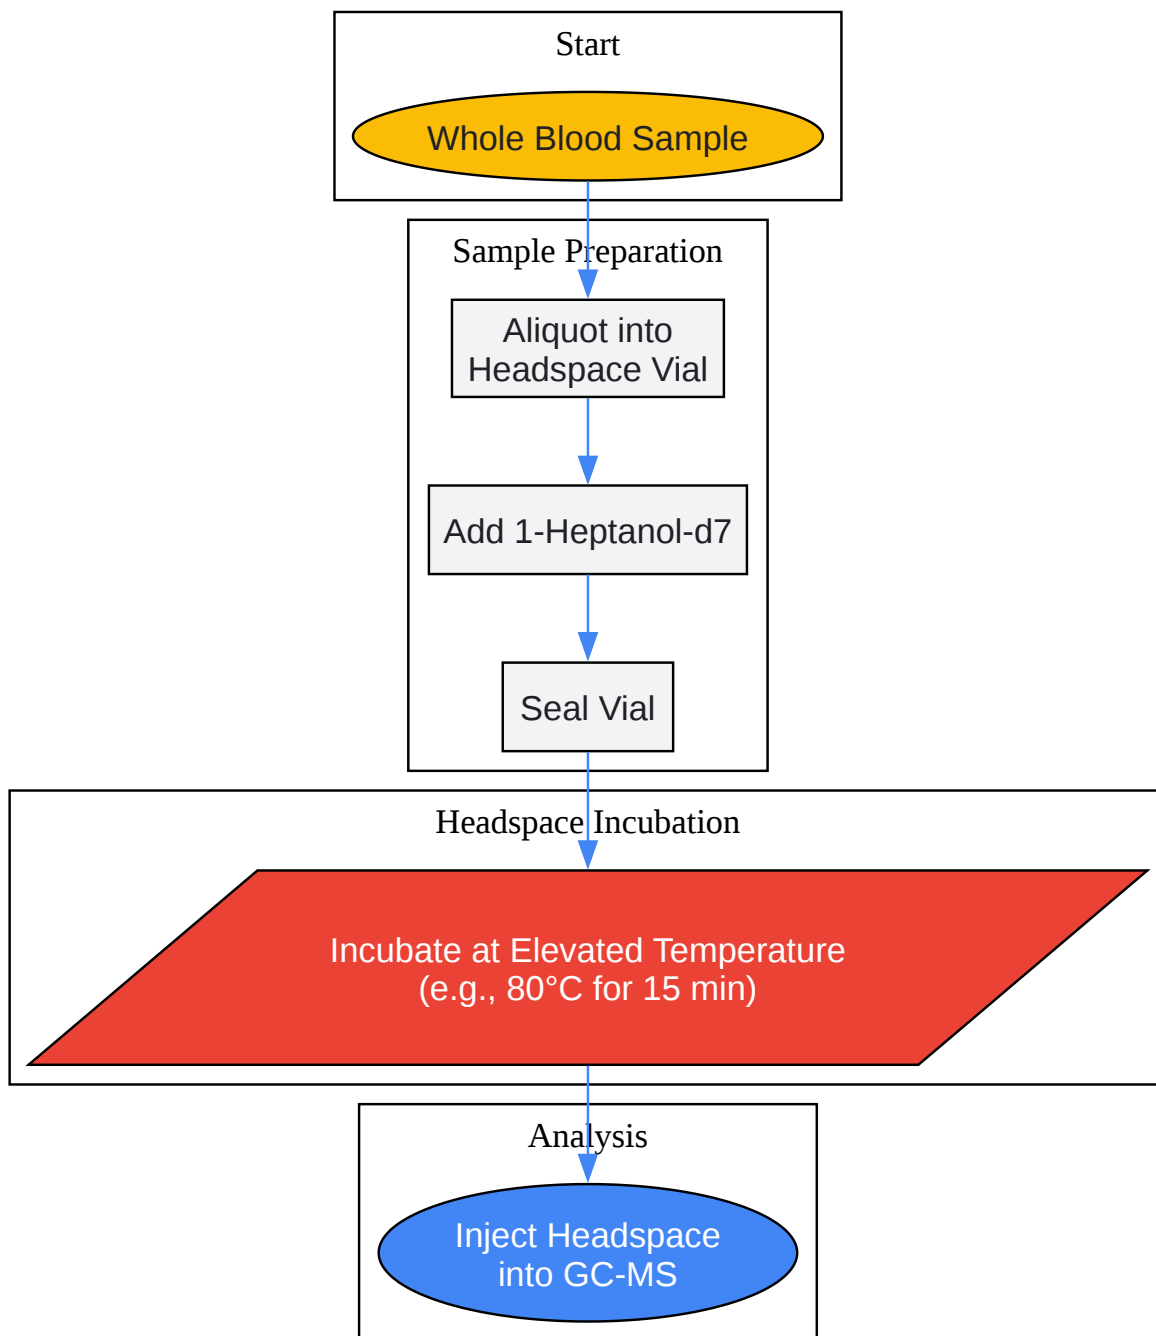 Start
Whole Blood Sample
Sample Preparation
Aliquot into
Headspace Vial
Add 1-Heptanol-d7
Seal Vial
Headspace Incubation
Incubate at Elevated Temperature
(e.g., 80°C for 15 min)
Analysis
Inject Headspace
into GC-MS